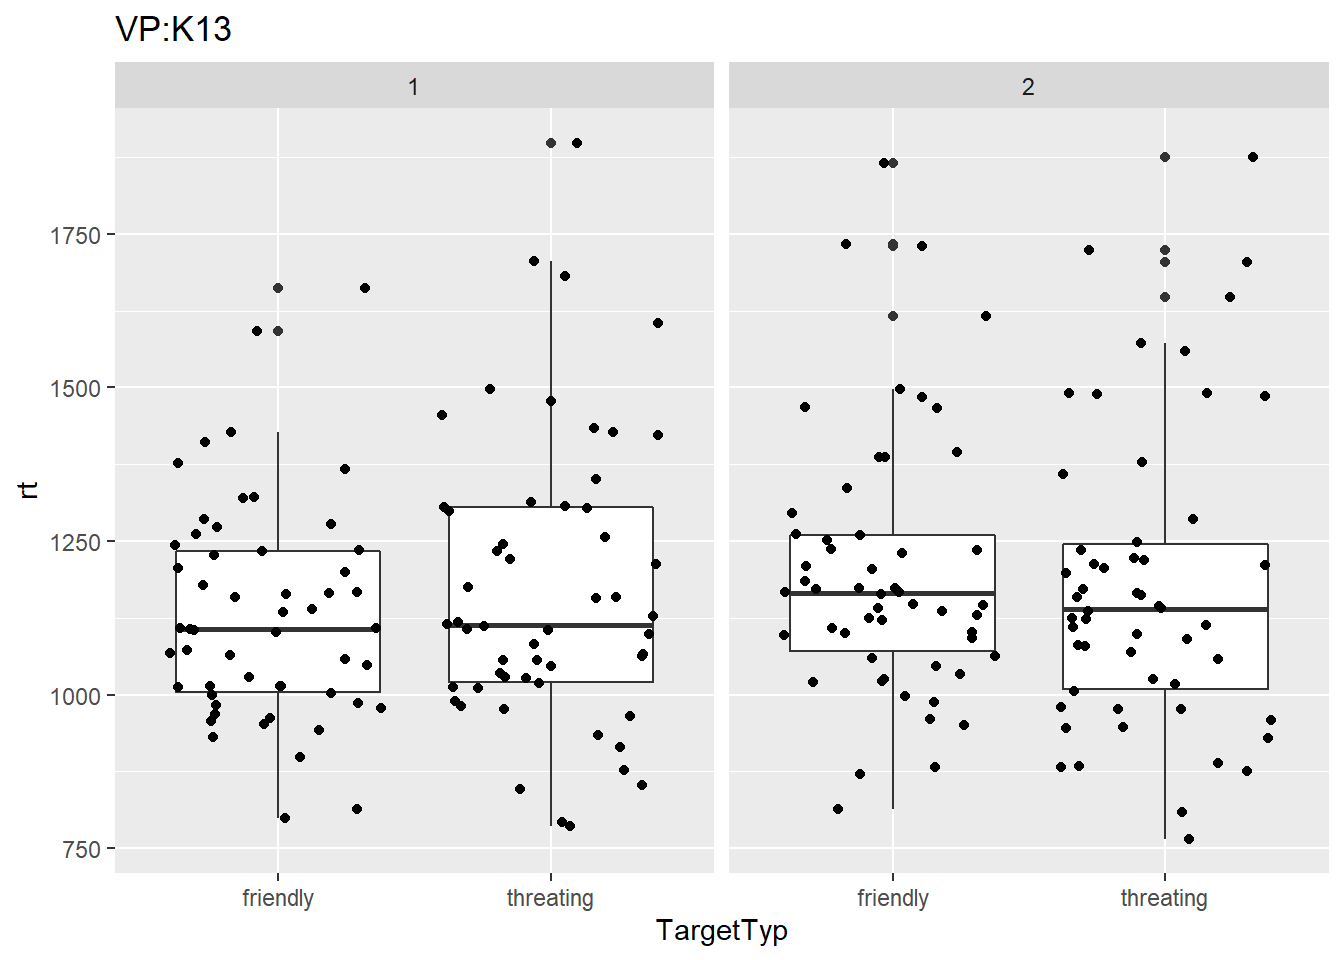 VP:K13
1
2
rt
1750
1500
1250
1000
750
friendly
threating
friendly
threating
TargetTyp